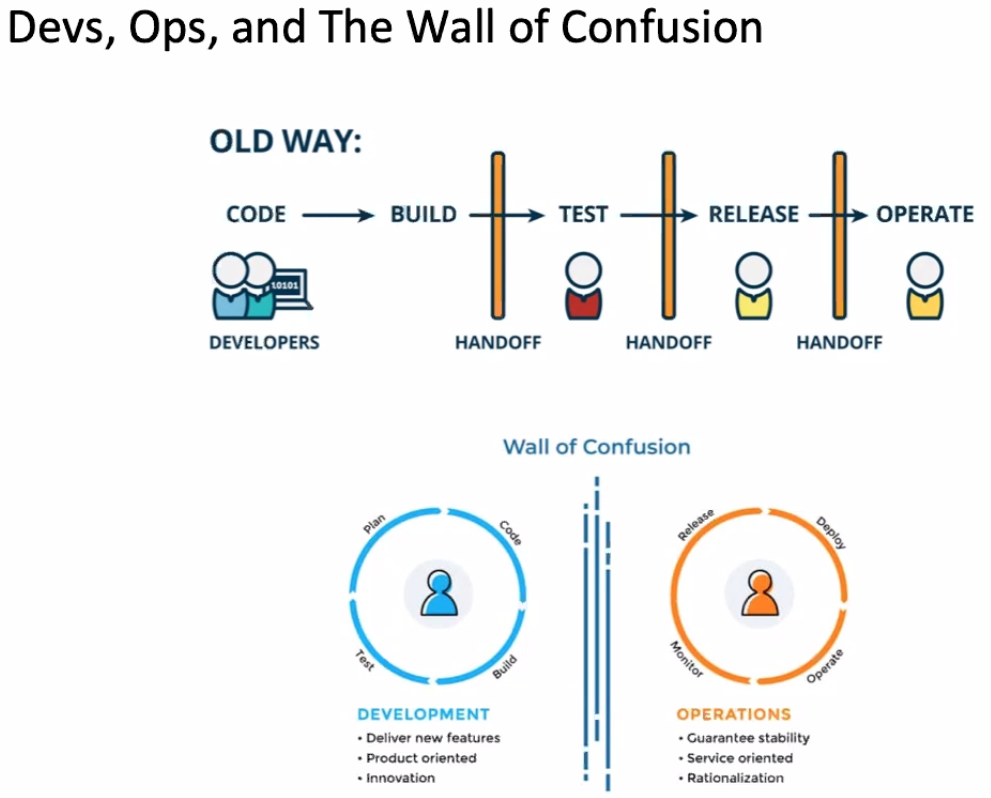 Devs, Ops, and The Wall of Confusion
OLD WAY:
CODE BUILD TEST RELEASE OPERATE
10101
DEVELOPERS HANDOFF HANDOFF HANDOFF
Wall of Confusion
Plan
Code
Test
Build
Release
Deploy
Monitor
Operate
DEVELOPMENT
• Deliver new features
• Product oriented
• Innovation
OPERATIONS
• Guarantee stability
• Service oriented
• Rationalization